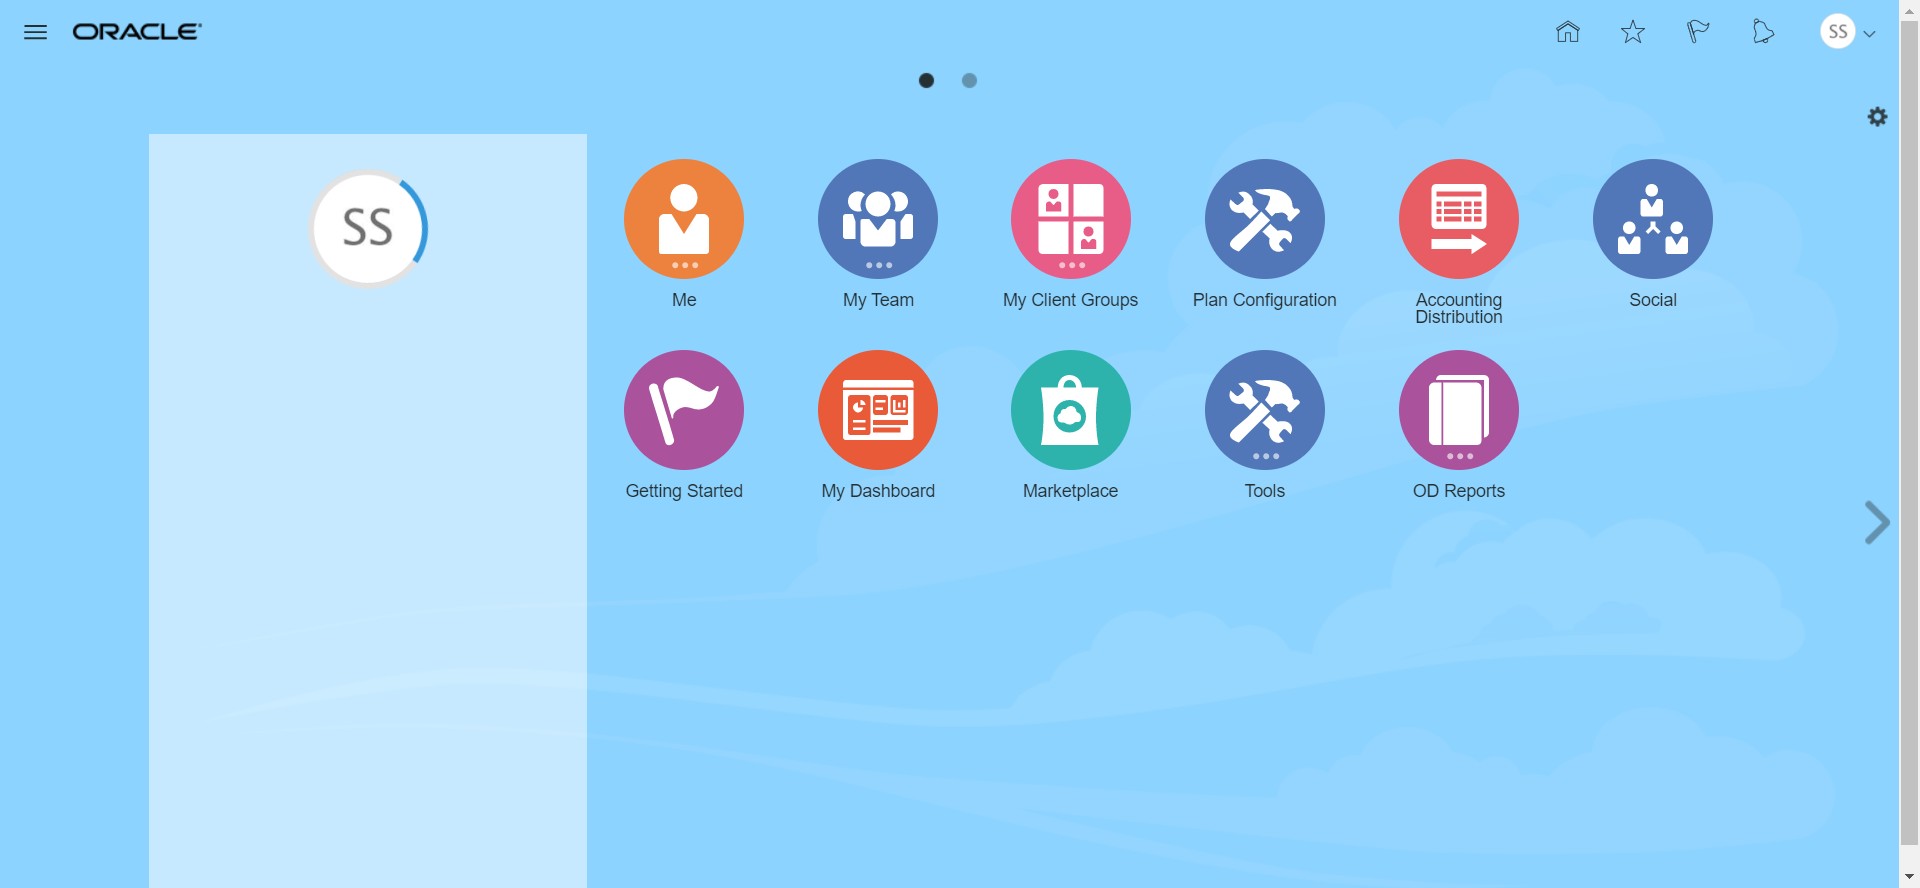 ORACLE
SS
SS
Me
My Team
My Client Groups
Plan Configuration
Accounting
Distribution
Social
Getting Started
My Dashboard
Marketplace
Tools
OD Reports